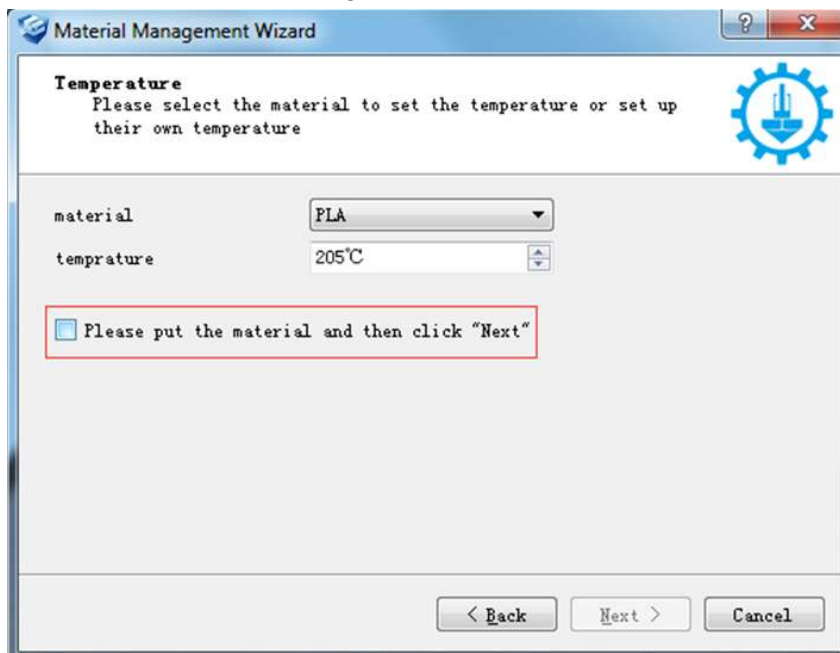 Material Management Wizard
Temperature
Please select the material to set the temperature or set up
their own temperature
material PLA
temprature 205℃
Please put the material and then click "Next"
< Back Next > Cancel